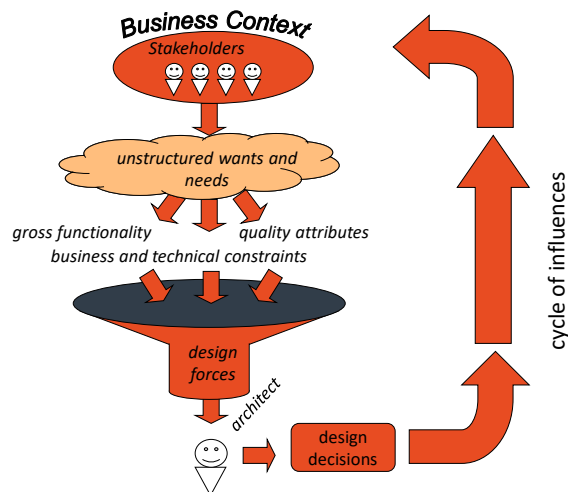 Business Context
Stakeholders
unstructured wants and
needs
gross functionality
quality attributes
business and technical constraints
design
forces
architect
design
decisions
cycle of influences